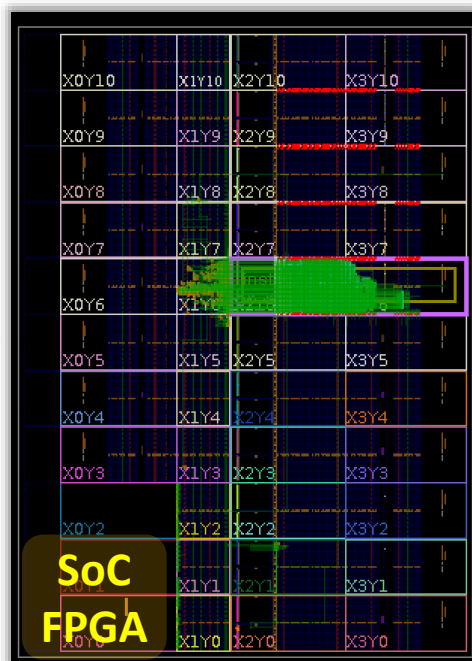 X0Y10 X1Y10 X2Y10 X3Y10
X0Y9 X1Y9 X2Y9 X3Y9
X0Y8 X1Y8 X2Y8 X3Y8
X0Y7 X1Y7 X2Y7 X3Y7
X0Y6
X0Y5 X1Y5 X2Y5 X3Y5
X0Y4 X1Y4 X2Y4 X3Y4
X0Y3 X1Y3 X2Y3 X3Y3
X0Y2 X1Y2 X2Y2 X3Y2
X1Y1 X2Y1 X3Y1
X1Y0 X2Y0 X3Y0
SoC
FPGA